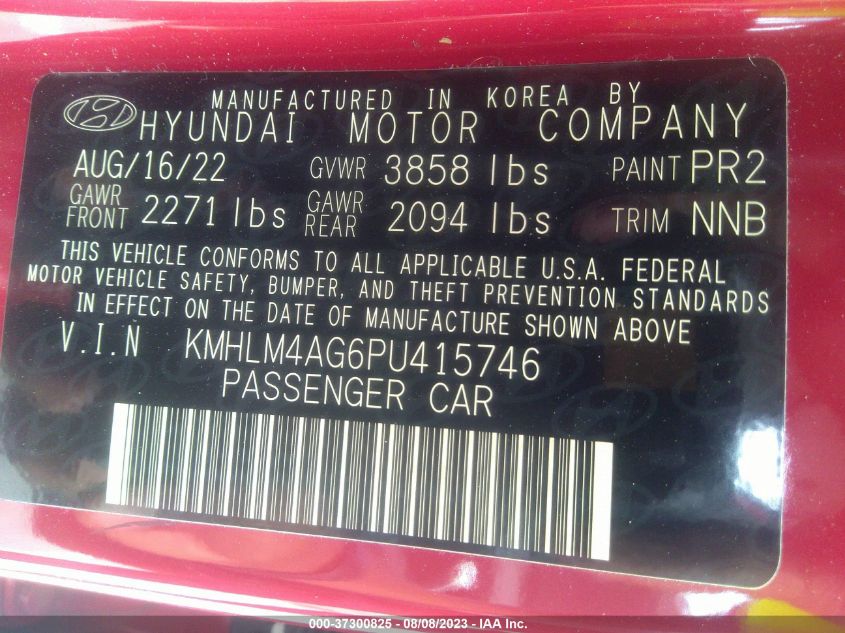 MANUFACTURED IN KOREA BY
HYUNDAI MOTOR COMPANY
AUG/16/22 GVWR 3858 lbs PAINT PR2
GAWR FRONT 2271 lbs GAWR REAR 2094 lbs TRIM NNB
THIS VEHICLE CONFORMS TO ALL APPLICABLE U.S.A. FEDERAL
MOTOR VEHICLE SAFETY, BUMPER, AND THEFT PREVENTION STANDARDS
IN EFFECT ON THE DATE OF MANUFACTURE SHOWN ABOVE
V.I.N KMHLM4AG6PU415746
PASSENGER CAR
000-37300825 - 08/08/2023 - IAA Inc.